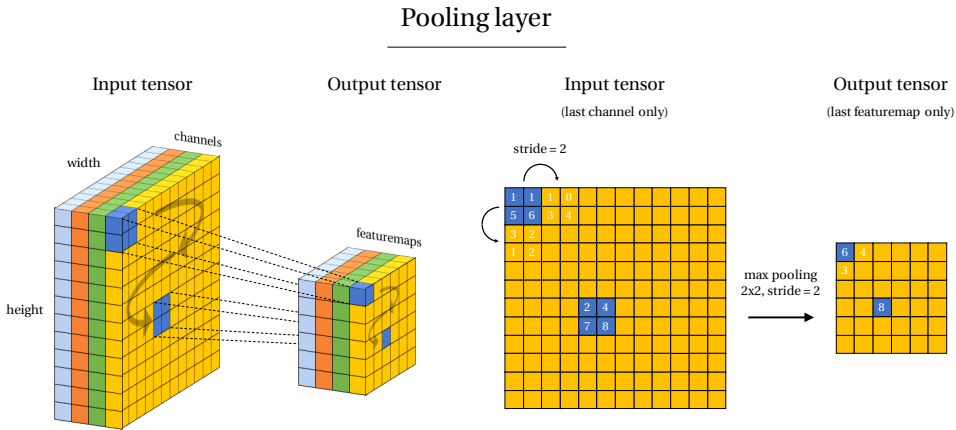 Pooling layer
Input tensor
Output tensor
Input tensor
(last channel only)
Output tensor
(last featuremap only)
channels
width
height
featuremaps
stride = 2
1 1 1 0
5 6 3 4
3 2
1 2
2 4
7 8
max pooling
2x2, stride = 2
6 4
3
8